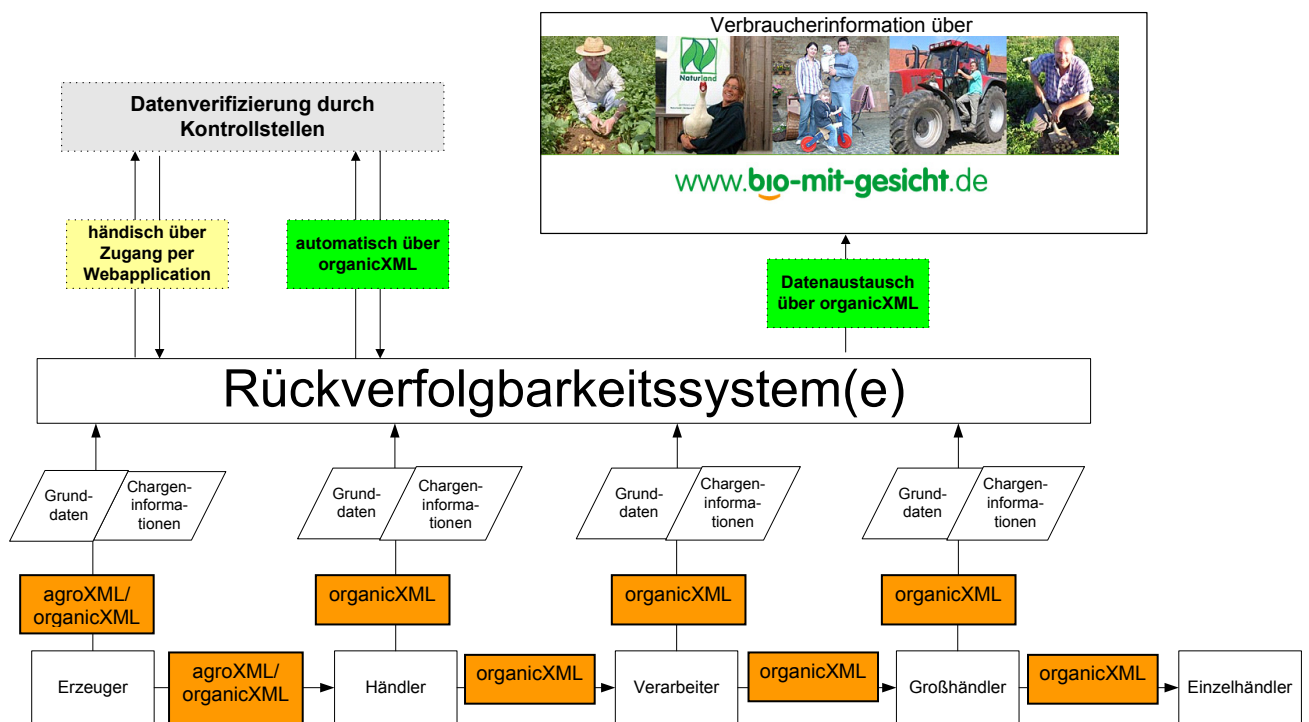 Verbraucherinformation über
Naturland
www.bio-mit-gesicht.de
Datenverifizierung durch
Kontrollstellen
händisch über
Zugang per
Webapplication
automatisch über
organicXML
Datenaustausch
über organicXML
Rückverfolgbarkeitssystem(e)
Grund-
daten
Chargen-
informa-
tionen
Grund-
daten
Chargen-
informa-
tionen
Grund-
daten
Chargen-
informa-
tionen
Grund-
daten
Chargen-
informa-
tionen
agroXML/
organicXML
organicXML
organicXML
organicXML
Erzeuger
agroXML/
organicXML
Händler
organicXML
Verarbeiter
organicXML
Großhändler
organicXML
Einzelhändler